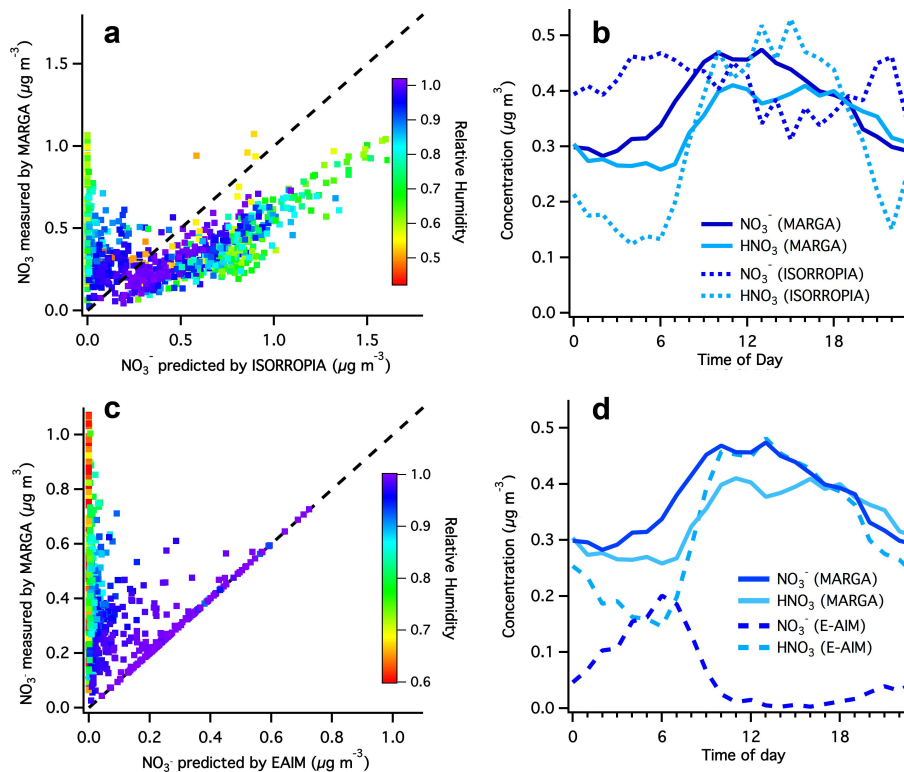 a
NO₃ measured by MARGA (µg m⁻³)
1.5
1.0
0.5
0.0
0.0
0.5
1.0
1.5
NO₃⁻ predicted by ISORROPIA (µg m⁻³)
1.0
0.9
0.8
0.7
0.6
0.5
Relative Humidity
b
Concentration (µg m³)
0.5
0.4
0.3
0.2
0.1
0.0
NO₃⁻ (MARGA)
HNO₃ (MARGA)
NO₃⁻ (ISORROPIA)
HNO₃ (ISORROPIA)
0
6
12
18
Time of Day
c
NO₃⁻ measured by MARGA (µg m⁻³)
1.0
0.8
0.6
0.4
0.2
0.0
0.0
0.2
0.4
0.6
0.8
1.0
NO₃⁻ predicted by EAIM (µg m⁻³)
1.0
0.9
0.8
0.7
0.6
Relative Humidity
d
Concentration (µg m⁻³)
0.5
0.4
0.3
0.2
0.1
0.0
NO₃⁻ (MARGA)
HNO₃ (MARGA)
NO₃⁻ (E-AIM)
HNO₃ (E-AIM)
0
6
12
18
Time of day